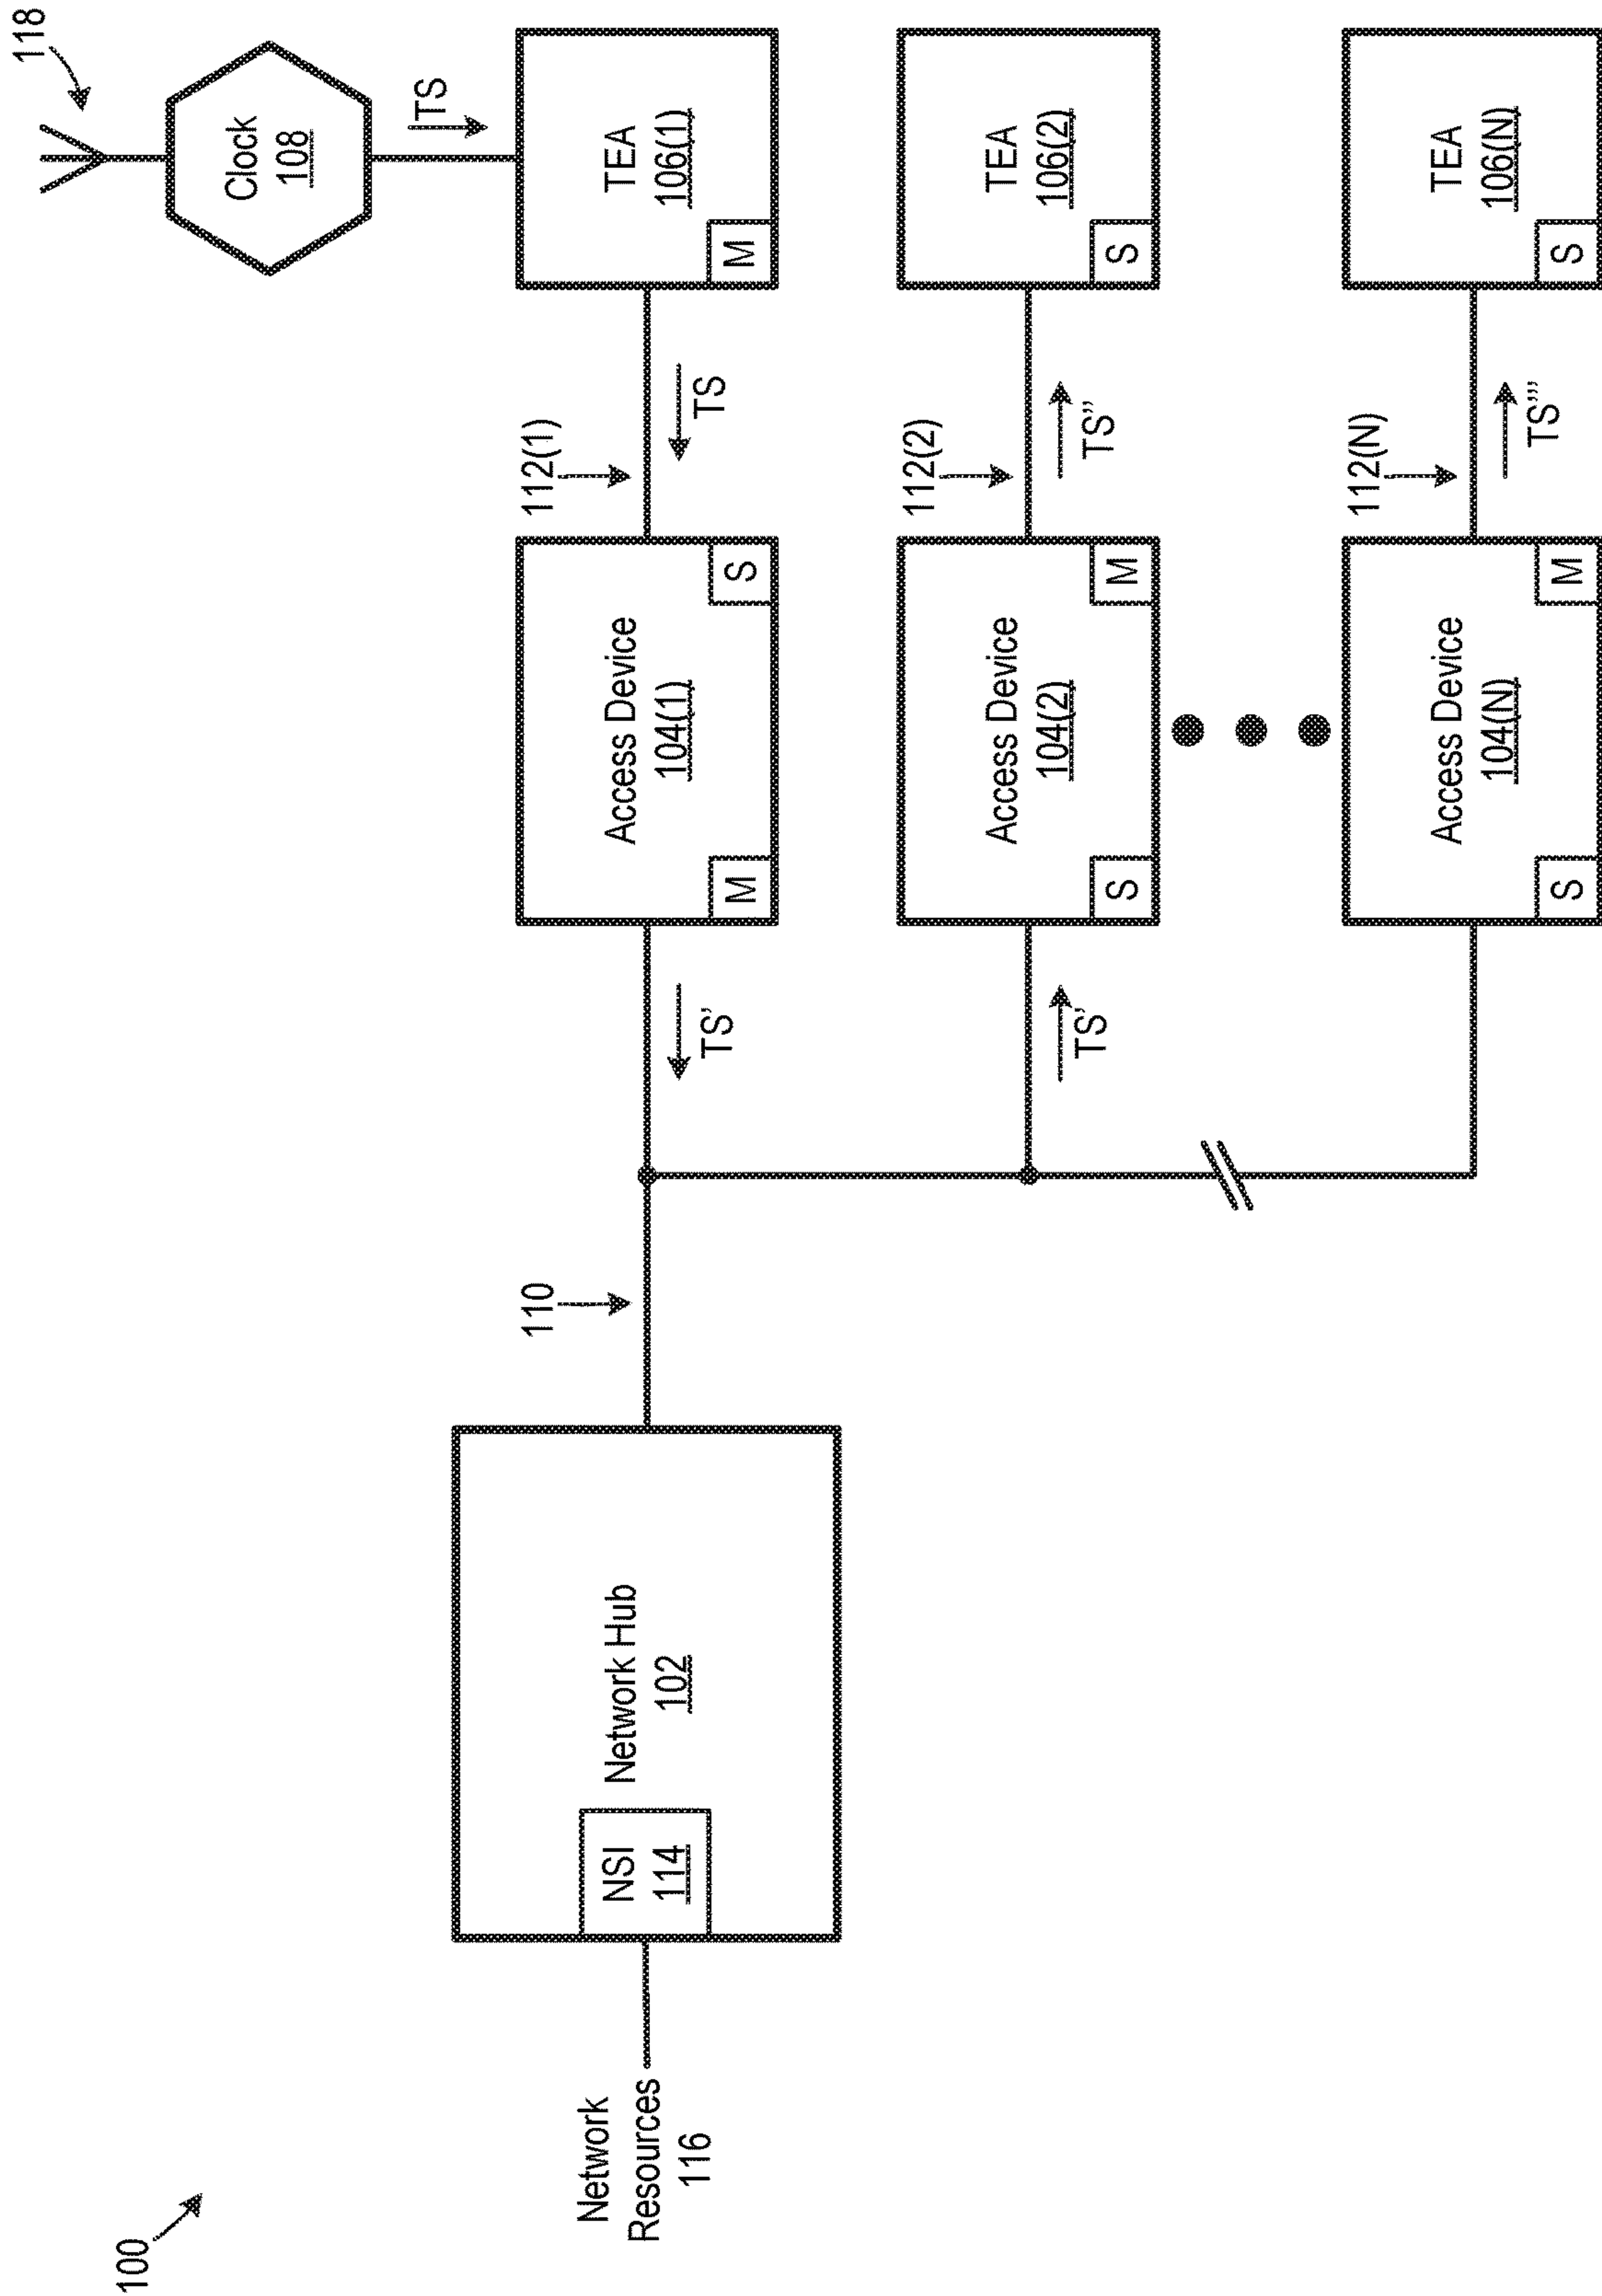 100
118
Clock
108
TS
Network
Resources
116
NSI
114
Network Hub
102
110
TS'
M
Access Device
104(1)
S
112(1)
TS
M
TEA
106(1)
TS'
S
Access Device
104(2)
M
112(2)
TS''
S
TEA
106(2)
S
Access Device
104(N)
M
112(N)
TS'''
S
TEA
106(N)